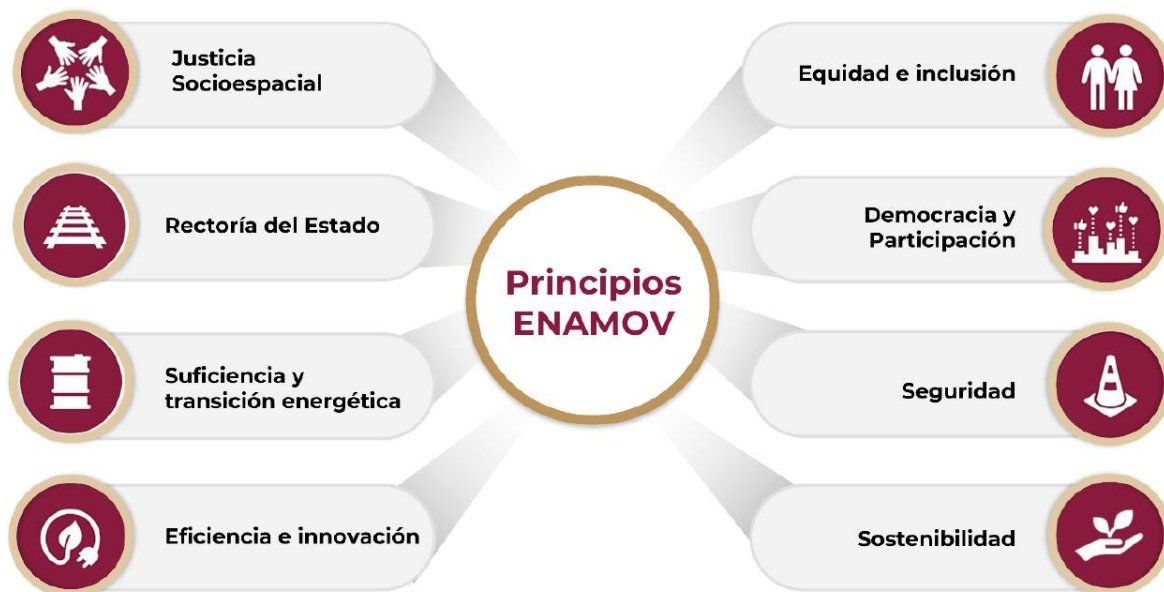 Justicia
Socioespacial
Rectoría del Estado
Suficiencia y
transición energética
Eficiencia e innovación
Principios
ENAMOV
Equidad e inclusión
Democracia y
Participación
Seguridad
Sostenibilidad